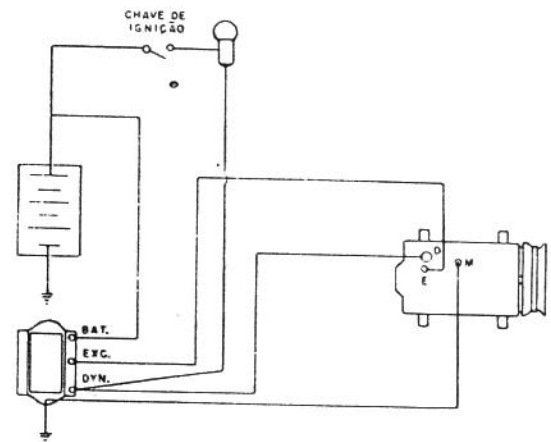 CHAVE DE
IGNIÇÃO
D
E
M
BAT.
EXC.
DYN.